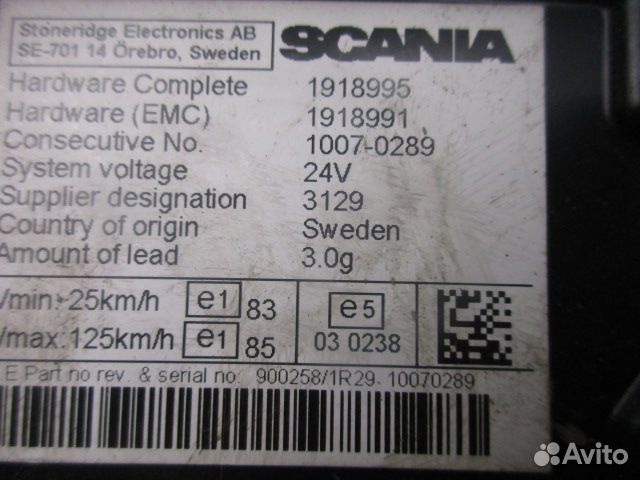 Stoneridge Electronics AB
SE-701 14 Örebro, Sweden
SCANIA
Hardware Complete 1918995
Hardware (EMC) 1918991
Consecutive No. 1007-0289
System voltage 24V
Supplier designation 3129
Country of origin Sweden
Amount of lead 3.0g
/min: 25km/h e1 83
/max: 125km/h e1 85
e5
03 0238
E Part no rev. & serial no: 900258/1R29. 10070289
Avito